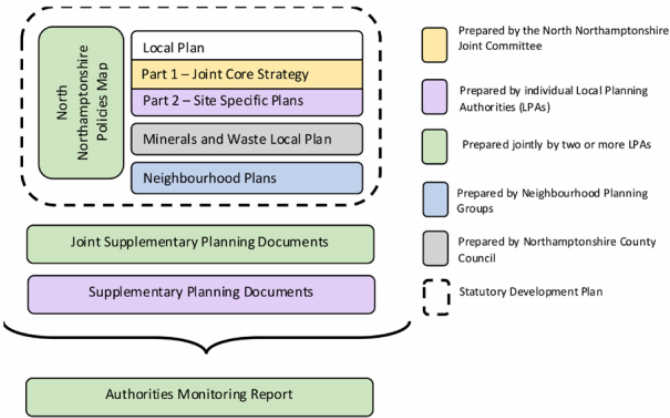 North
Northamptonshire
Policies Map
Local Plan
Part 1 – Joint Core Strategy
Part 2 – Site Specific Plans
Minerals and Waste Local Plan
Neighbourhood Plans
Joint Supplementary Planning Documents
Supplementary Planning Documents
Authorities Monitoring Report
Prepared by the North Northamptonshire
Joint Committee
Prepared by individual Local Planning
Authorities (LPAs)
Prepared jointly by two or more LPAs
Prepared by Neighbourhood Planning
Groups
Prepared by Northamptonshire County
Council
Statutory Development Plan